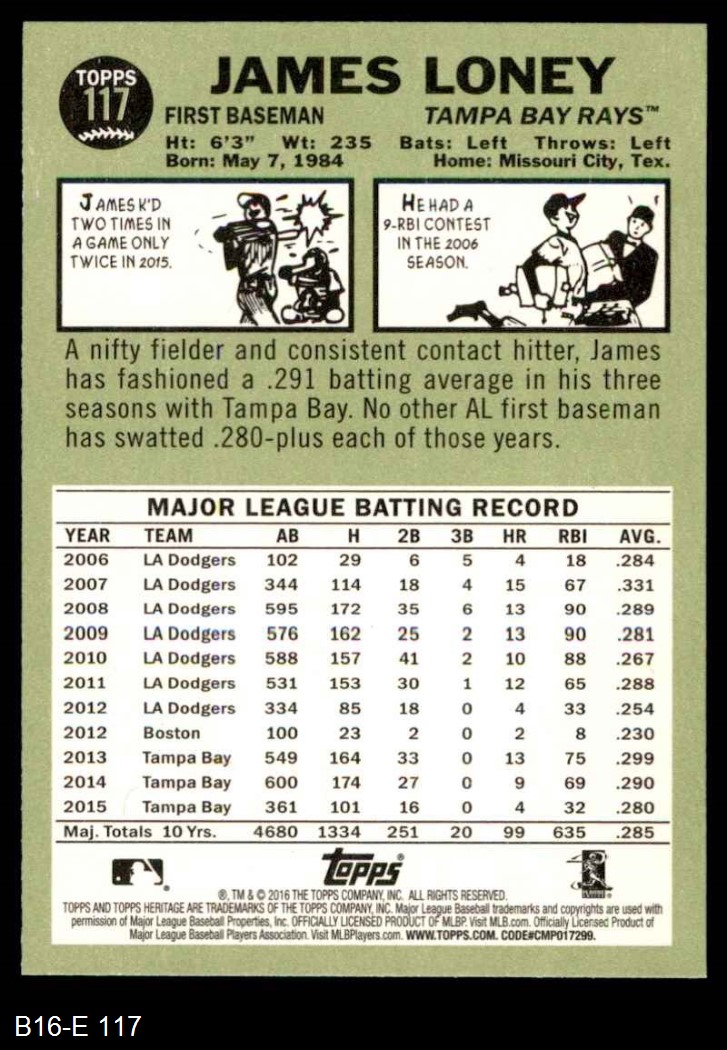 TOPPS
117
JAMES LONEY
FIRST BASEMAN TAMPA BAY RAYS™
Ht: 6'3" Wt: 235 Bats: Left Throws: Left
Born: May 7, 1984 Home: Missouri City, Tex.
JAMES K'D
TWO TIMES IN
A GAME ONLY
TWICE IN 2015.
HE HAD A
9-RBI CONTEST
IN THE 2006
SEASON.
A nifty fielder and consistent contact hitter, James
has fashioned a .291 batting average in his three
seasons with Tampa Bay. No other AL first baseman
has swatted .280-plus each of those years.
MAJOR LEAGUE BATTING RECORD
YEAR TEAM AB H 2B 3B HR RBI AVG.
2006 LA Dodgers 102 29 6 5 4 18 .284
2007 LA Dodgers 344 114 18 4 15 67 .331
2008 LA Dodgers 595 172 35 6 13 90 .289
2009 LA Dodgers 576 162 25 2 13 90 .281
2010 LA Dodgers 588 157 41 2 10 88 .267
2011 LA Dodgers 531 153 30 1 12 65 .288
2012 LA Dodgers 334 85 18 0 4 33 .254
2012 Boston 100 23 2 0 2 8 .230
2013 Tampa Bay 549 164 33 0 13 75 .299
2014 Tampa Bay 600 174 27 0 9 69 .290
2015 Tampa Bay 361 101 16 0 4 32 .280
Maj. Totals 10 Yrs. 4680 1334 251 20 99 635 .285
topps®
®, TM & © 2016 THE TOPPS COMPANY, INC. ALL RIGHTS RESERVED.
TOPPS AND TOPPS HERITAGE ARE TRADEMARKS OF THE TOPPS COMPANY, INC. Major League Baseball trademarks and copyrights are used with
permission of Major League Baseball Properties, Inc. OFFICIALLY LICENSED PRODUCT OF MLBP. Visit MLB.com. Officially Licensed Product of
Major League Baseball Players Association. Visit MLBPlayers.com. WWW.TOPPS.COM. CODE#CMP017299.
B16-E 117